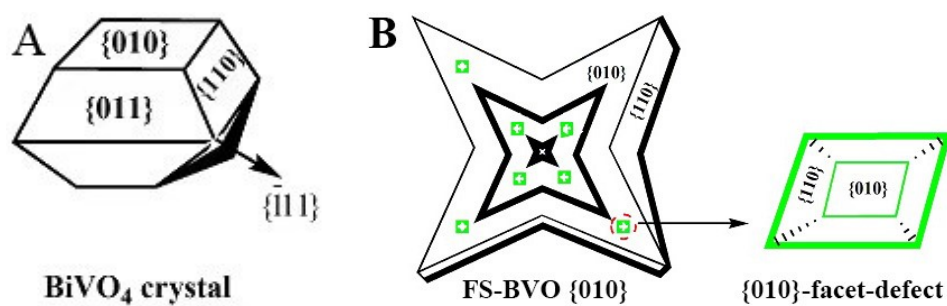 A
{010}
{110}
{011}
{1̄11}
BiVO₄ crystal
B
{010}
{110}
FS-BVO {010}
{110}
{010}
{010}-facet-defect